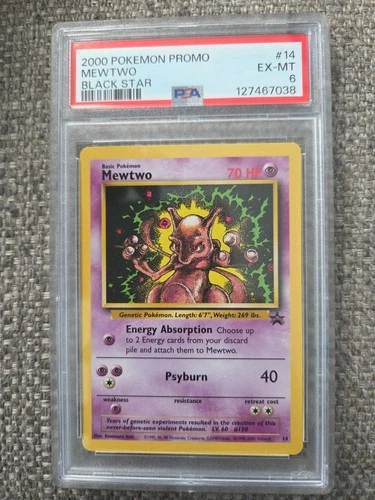 2000 POKEMON PROMO #14
MEWTWO EX-MT
BLACK STAR 6
PSA 127467038
Basic Pokémon
Mewtwo 70 HP
Genetic Pokémon. Length: 6'7", Weight: 269 lbs.
Energy Absorption Choose up
to 2 Energy cards from your discard
pile and attach them to Mewtwo.
Psyburn 40
weakness resistance retreat cost
Years of genetic experiments resulted in the creation of
this never-before-seen violent Pokémon. LV. 60 #150
14